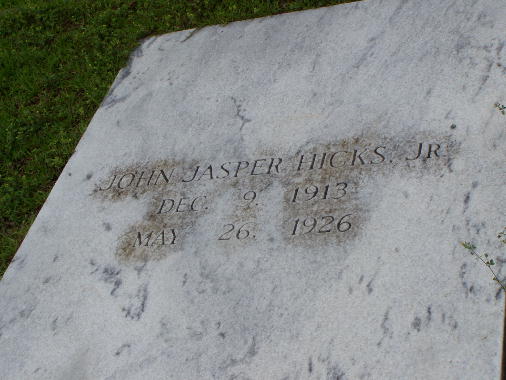 JOHN JASPER HICKS, JR
DEC. 9, 1913
MAY 26, 1926